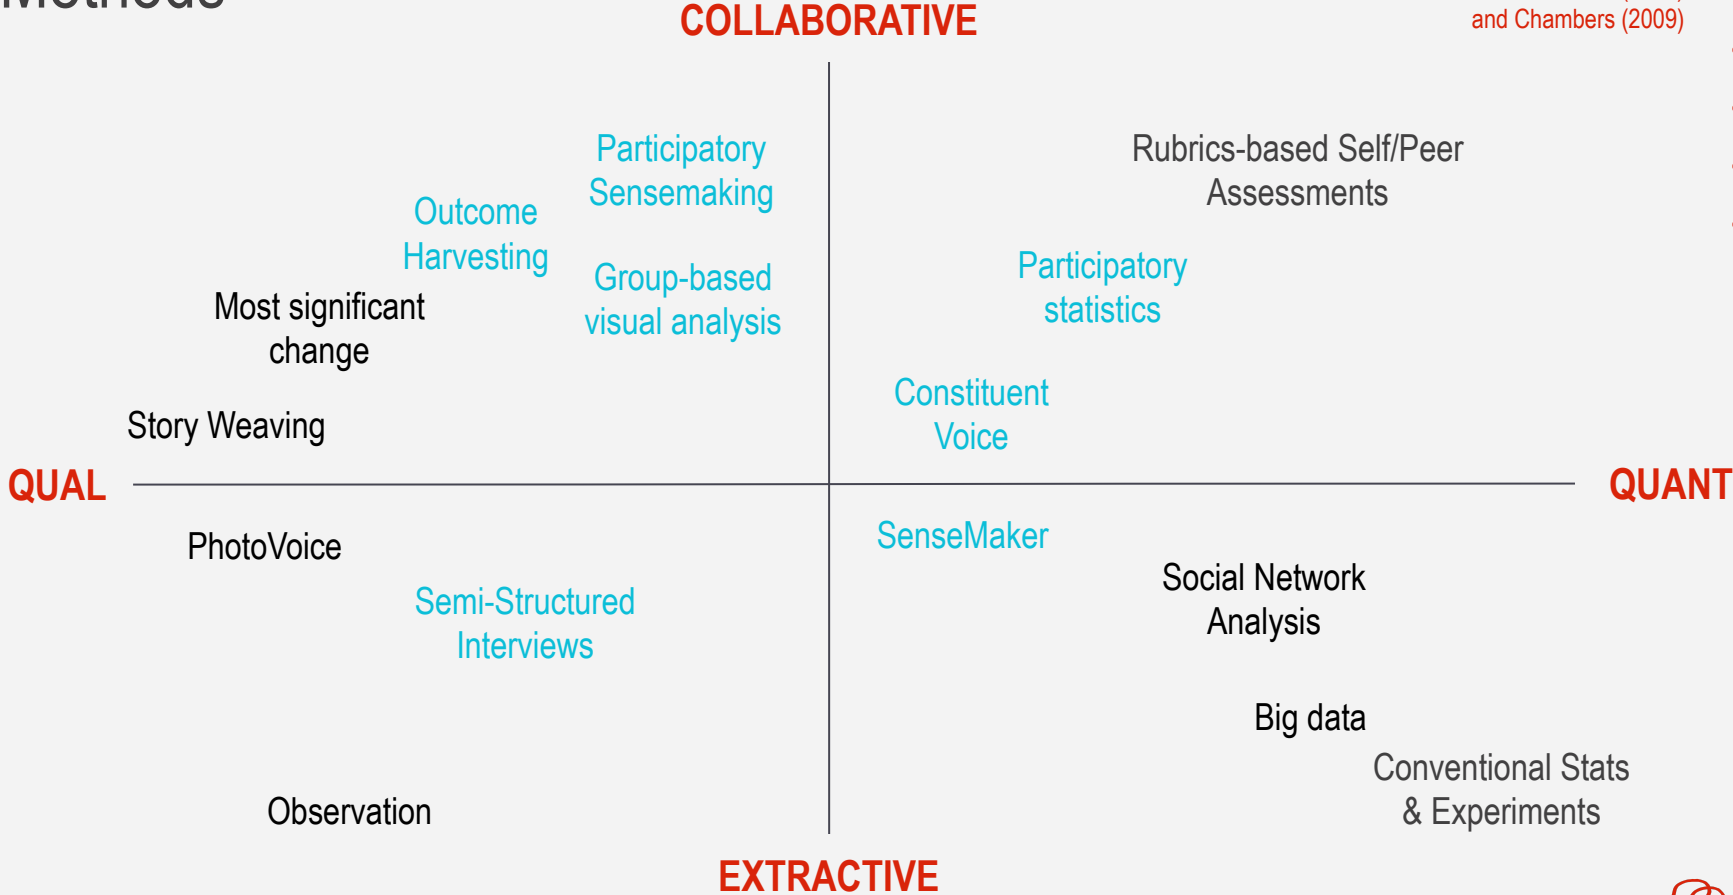 Methods
COLLABORATIVE
and Chambers (2009)
Participatory
Sensemaking
Rubrics-based Self/Peer
Assessments
Outcome
Harvesting
Group-based
visual analysis
Participatory
statistics
Most significant
change
Constituent
Voice
Story Weaving
QUAL
QUANT
PhotoVoice
SenseMaker
Semi-Structured
Interviews
Social Network
Analysis
Big data
Conventional Stats
& Experiments
Observation
EXTRACTIVE